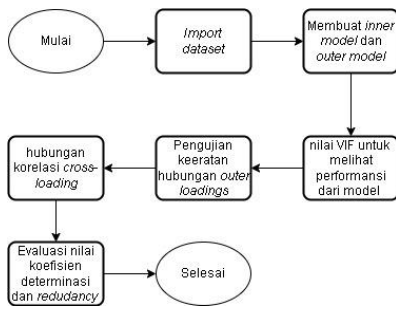 Mulai
Import
dataset
Membuat inner
model dan
outer model
nilai VIF untuk
melihat
performansi
dari model
Pengujian
keeratan
hubungan outer
loadings
hubungan
korelasi cross-
loading
Evaluasi nilai
koefisien
determinasi
dan redudancy
Selesai